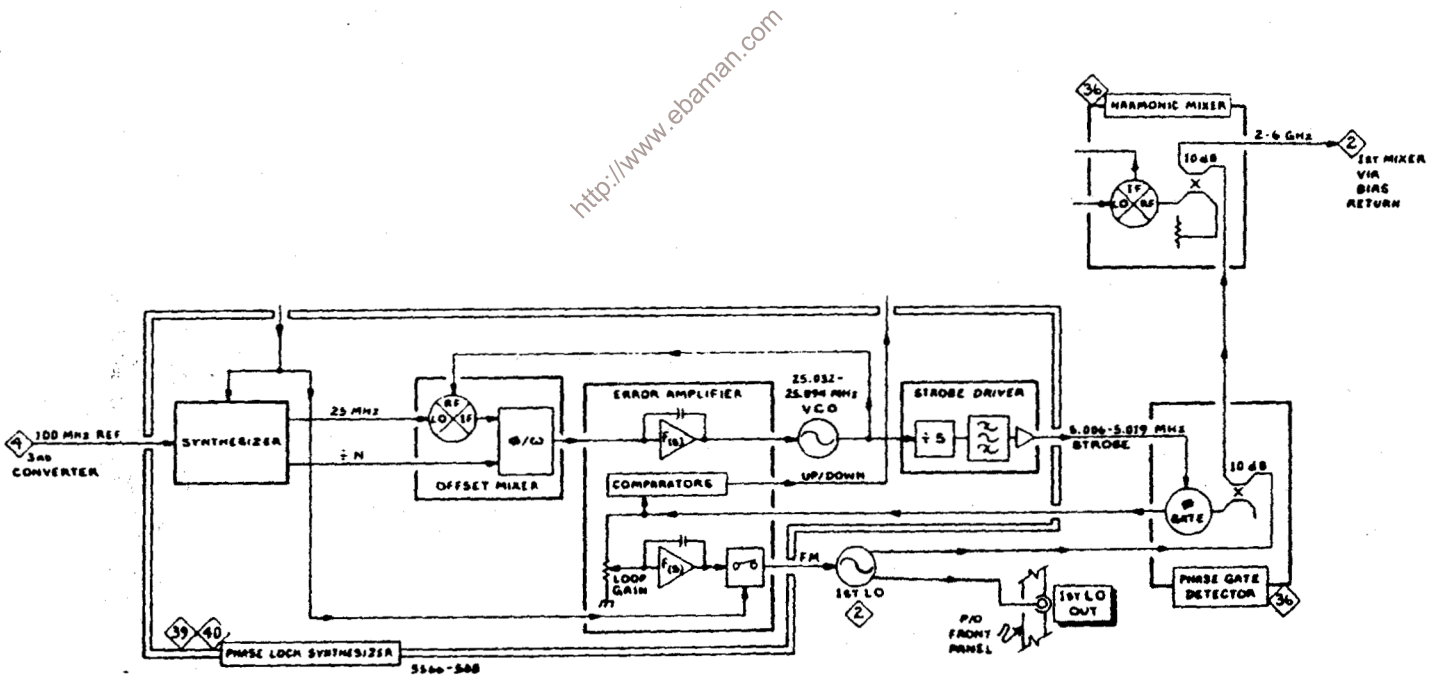 http://www.ebaman.com
36
HARMONIC MIXER
2-6 GHz
2
1ST MIXER
VIA
BIAS
RETURN
10 dB
IF
LO
RF
4
100 MHz REF
3RD
CONVERTER
SYNTHESIZER
25 MHz
÷ N
RF
LO
IF
Φ/ω
OFFSET MIXER
ERROR AMPLIFIER
F(s)
COMPARATORS
UP/DOWN
F(s)
LOOP
GAIN
25.032-
25.094 MHz
VCO
STROBE DRIVER
÷ 5
5.006-5.019 MHz
STROBE
10 dB
Φ
GATE
PHASE GATE
DETECTOR
36
FM
1ST LO
2
1ST LO
OUT
P/O
FRONT
PANEL
39
40
PHASE LOCK SYNTHESIZER